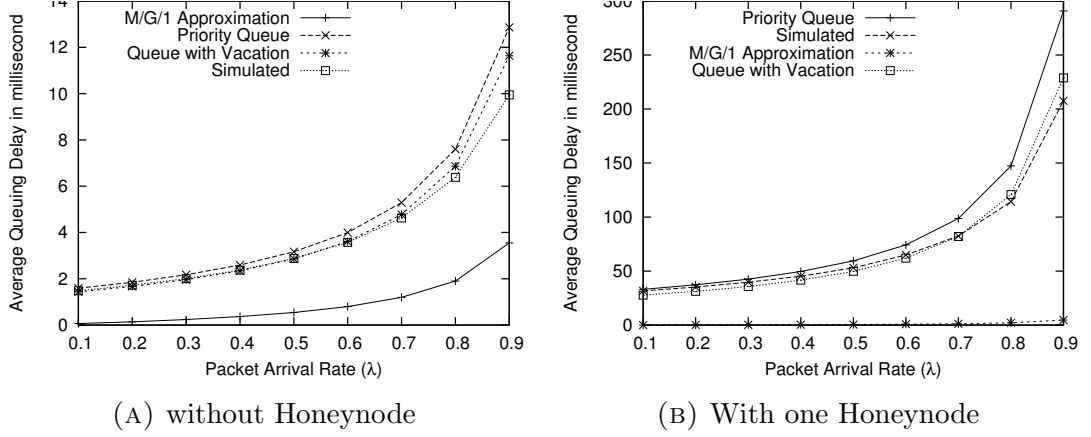 14
12
10
8
6
4
2
0
0.1 0.2 0.3 0.4 0.5 0.6 0.7 0.8 0.9
Average Queuing Delay in millisecond
Packet Arrival Rate (λ)
M/G/1 Approximation
Priority Queue
Queue with Vacation
Simulated
(A) without Honeynode
300
250
200
150
100
50
0
0.1 0.2 0.3 0.4 0.5 0.6 0.7 0.8 0.9
Average Queuing Delay in millisecond
Packet Arrival Rate (λ)
Priority Queue
Simulated
M/G/1 Approximation
Queue with Vacation
(B) With one Honeynode